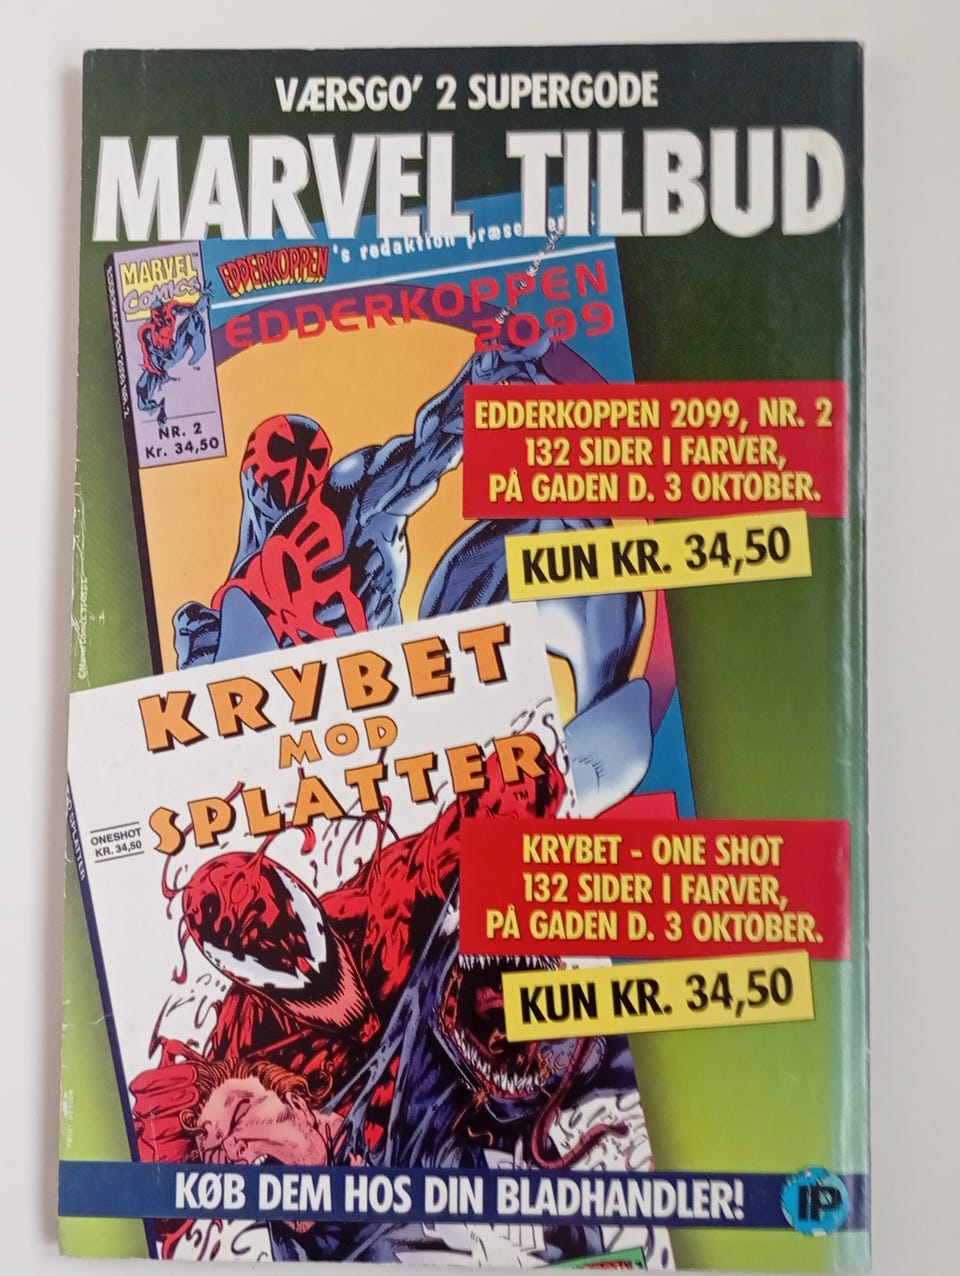 VÆRSGO' 2 SUPERGODE
MARVEL TILBUD
MARVEL
COMICS
EDDERKOPPEN 's redaktion
EDDERKOPPEN
2099
NR. 2
Kr. 34,50
EDDERKOPPEN 2099, NR. 2
132 SIDER I FARVER,
PÅ GADEN D. 3 OKTOBER.
KUN KR. 34,50
KRYBET
MOD
SPLATTER
TM
ONESHOT
KR. 34,50
KRYBET - ONE SHOT
132 SIDER I FARVER,
PÅ GADEN D. 3 OKTOBER.
KUN KR. 34,50
KØB DEM HOS DIN BLADHANDLER!
IP